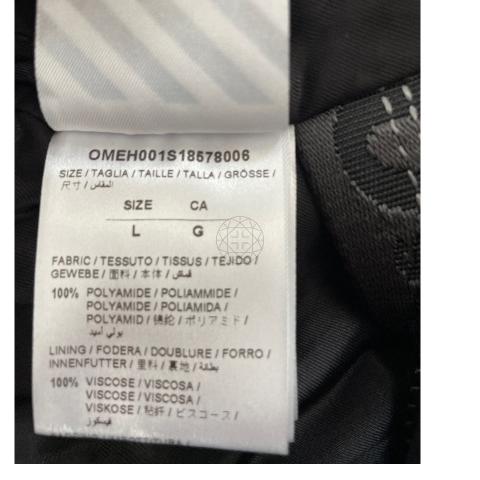 OMEH001S18578006
SIZE / TAGLIA / TAILLE / TALLA / GRÖSSE /
尺寸 / المقاس
SIZE CA
L G
FABRIC / TESSUTO / TISSUS / TEJIDO /
GEWEBE / 面料 / 本体 / قماش
100% POLYAMIDE / POLIAMMIDE /
POLYAMIDE / POLIAMIDA /
POLYAMID / 锦纶 / ポリアミド /
بولي أميد
LINING / FODERA / DOUBLURE / FORRO /
INNENFUTTER / 里料 / 裏地 / بطانة /
100% VISCOSE / VISCOSA /
VISCOSE / VISCOSA /
VISKOSE / 粘纤 / ビスコース /
فيسكوز